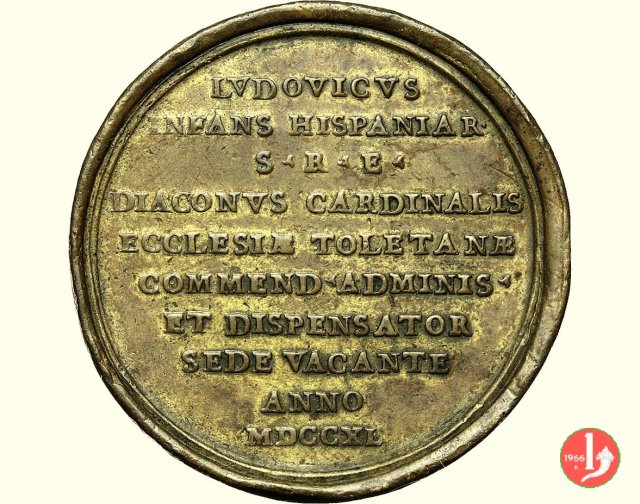 LVDOVICVS
INFANS HISPANIAR·
S·R·E·
DIACONVS CARDINALIS
ECCLESIÆ TOLETANÆ
COMMEND·ADMINIS·
ET DISPENSATOR
SEDE VACANTE
ANNO
MDCCXL
1966